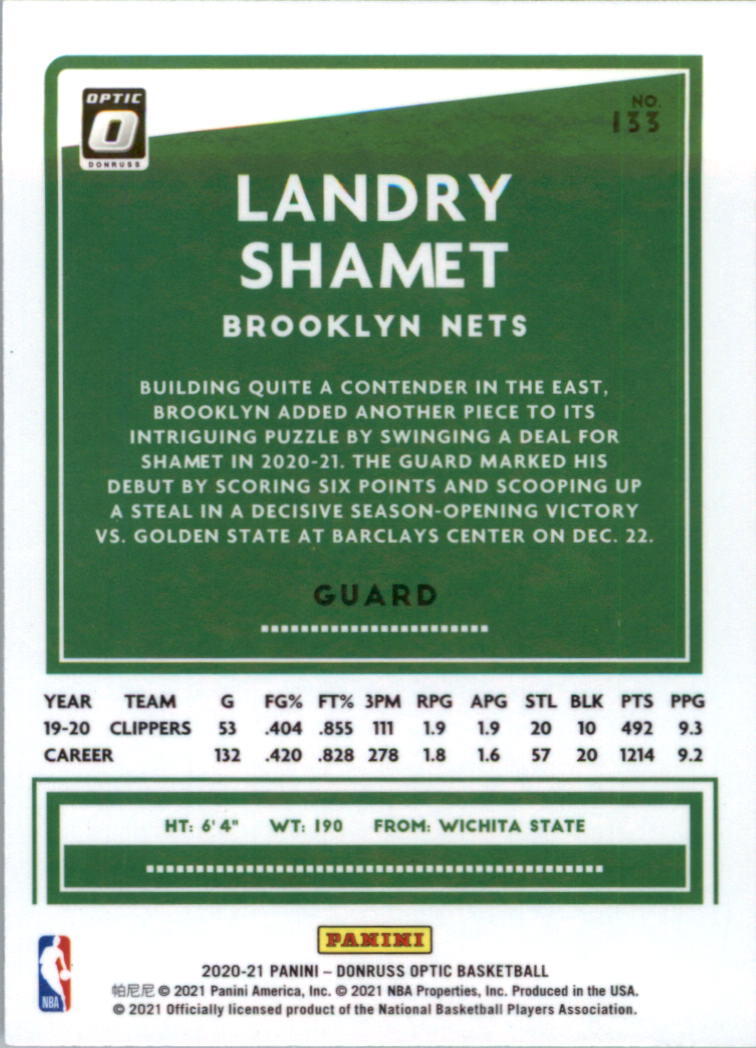 OPTIC
O
DONRUSS
NO.
133
LANDRY
SHAMET
BROOKLYN NETS
BUILDING QUITE A CONTENDER IN THE EAST,
BROOKLYN ADDED ANOTHER PIECE TO ITS
INTRIGUING PUZZLE BY SWINGING A DEAL FOR
SHAMET IN 2020-21. THE GUARD MARKED HIS
DEBUT BY SCORING SIX POINTS AND SCOOPING UP
A STEAL IN A DECISIVE SEASON-OPENING VICTORY
VS. GOLDEN STATE AT BARCLAYS CENTER ON DEC. 22.
GUARD
YEAR TEAM G FG% FT% 3PM RPG APG STL BLK PTS PPG
19-20 CLIPPERS 53 .404 .855 111 1.9 1.9 20 10 492 9.3
CAREER 132 .420 .828 278 1.8 1.6 57 20 1214 9.2
HT: 6' 4" WT: 190 FROM: WICHITA STATE
PANINI
NBA
2020-21 PANINI – DONRUSS OPTIC BASKETBALL
帕尼尼 © 2021 Panini America, Inc. © 2021 NBA Properties, Inc. Produced in the USA.
© 2021 Officially licensed product of the National Basketball Players Association.